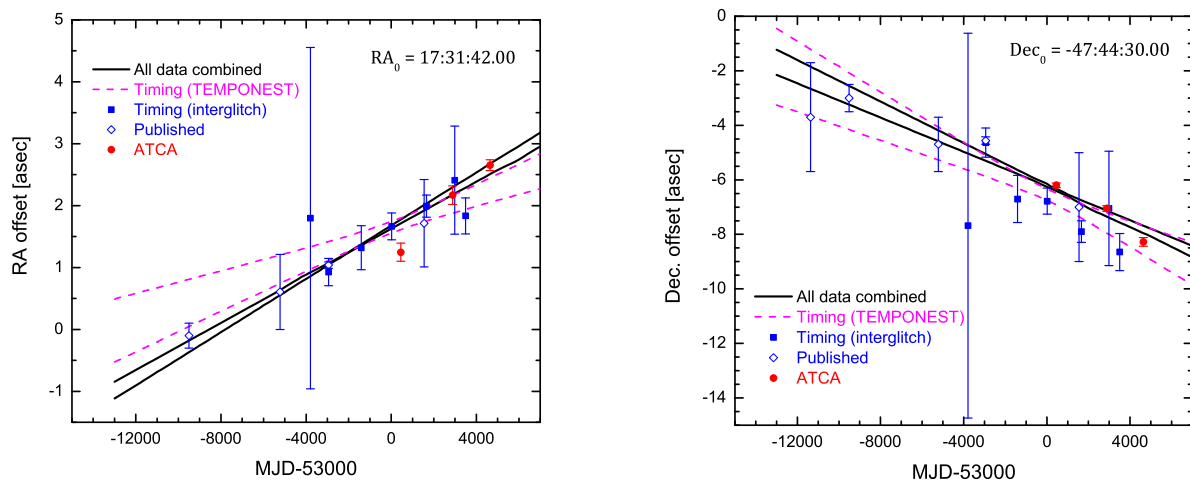 5
4
3
2
1
0
-1
RA offset [asec]
RA0 = 17:31:42.00
All data combined
Timing (TEMPONEST)
Timing (interglitch)
Published
ATCA
-12000 -8000 -4000 0 4000
MJD-53000
0
-2
-4
-6
-8
-10
-12
-14
Dec. offset [asec]
Dec0 = -47:44:30.00
All data combined
Timing (TEMPONEST)
Timing (interglitch)
Published
ATCA
-12000 -8000 -4000 0 4000
MJD-53000